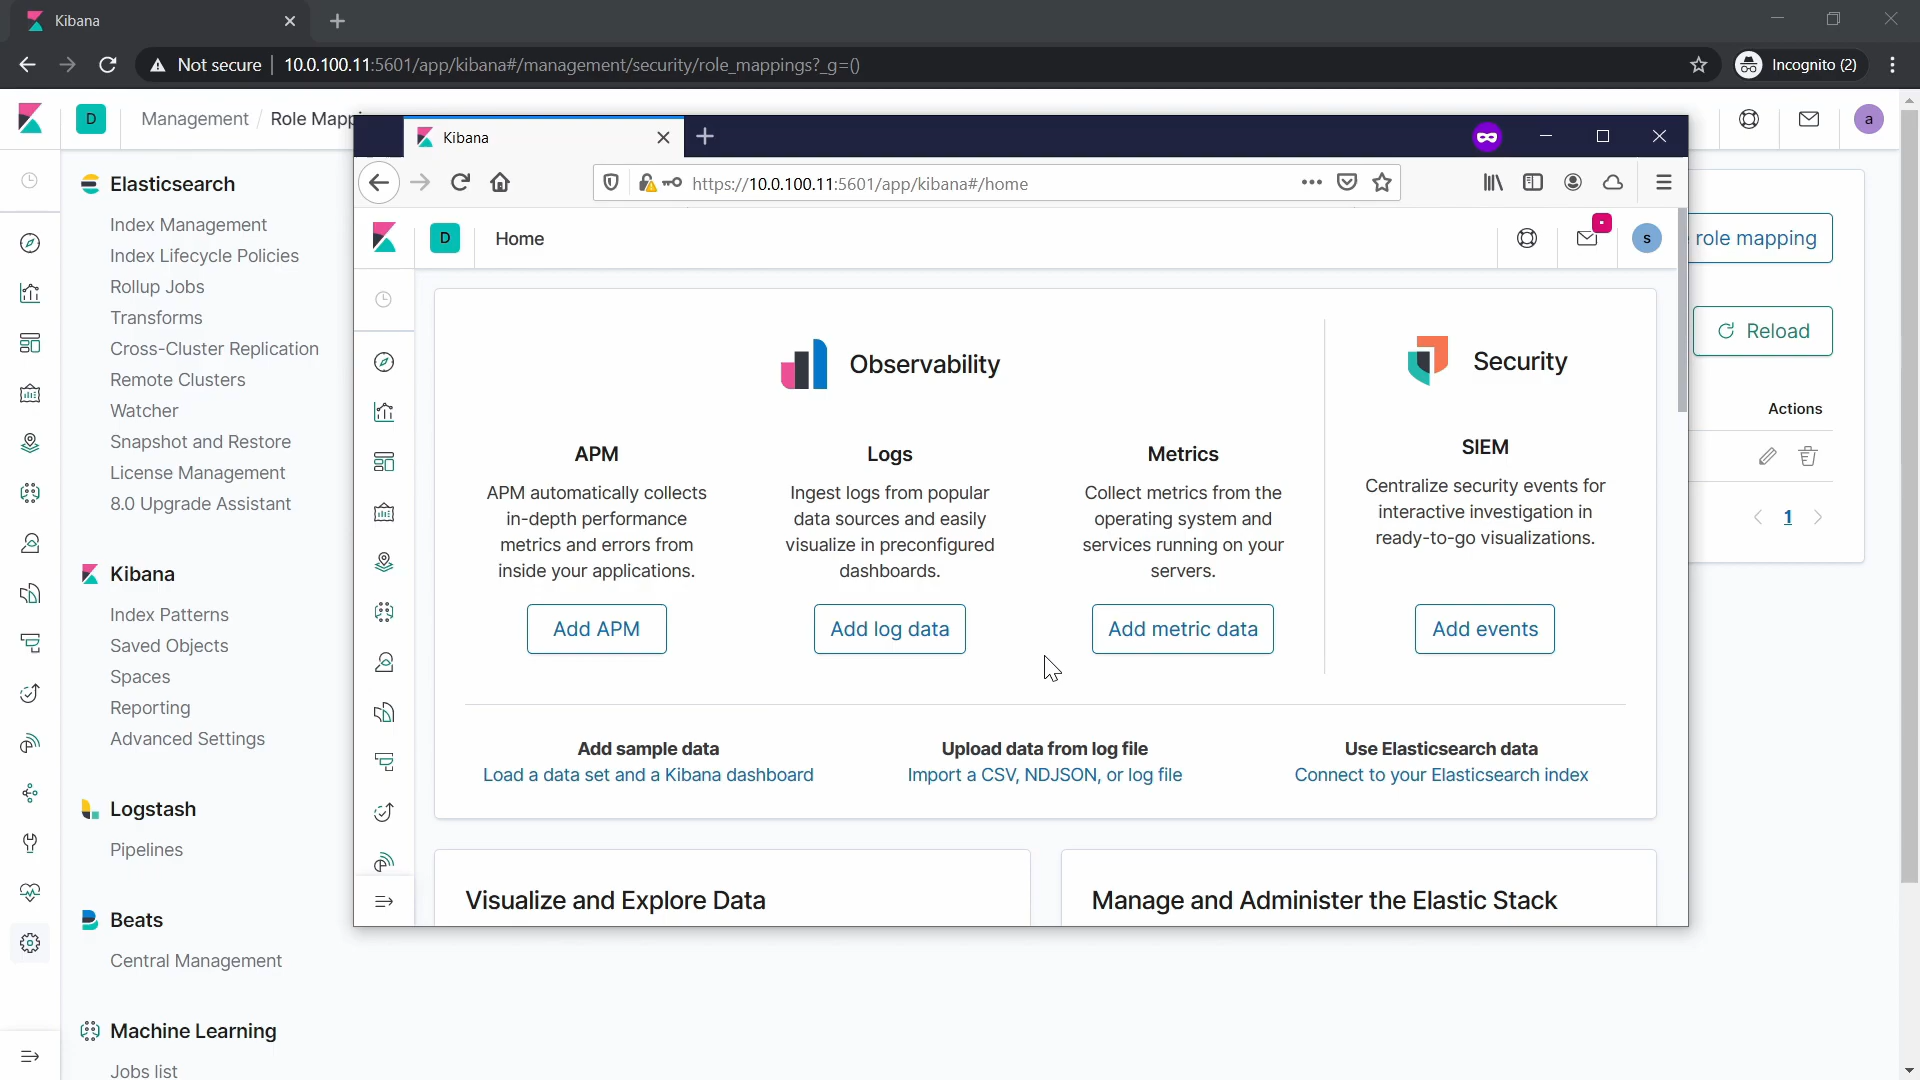 Kibana
Not secure
10.0.100.11:5601/app/kibana#/management/security/role_mappings?_g=()
Incognito (2)
D
Management / Role Mapp
a
Elasticsearch
Index Management
Index Lifecycle Policies
Rollup Jobs
Transforms
Cross-Cluster Replication
Remote Clusters
Watcher
Snapshot and Restore
License Management
8.0 Upgrade Assistant
Kibana
Index Patterns
Saved Objects
Spaces
Reporting
Advanced Settings
Logstash
Pipelines
Beats
Central Management
Machine Learning
Jobs list
role mapping
Reload
Actions
1
Kibana
https://10.0.100.11:5601/app/kibana#/home
D
Home
s
Observability
Security
APM
APM automatically collects
in-depth performance
metrics and errors from
inside your applications.
Add APM
Logs
Ingest logs from popular
data sources and easily
visualize in preconfigured
dashboards.
Add log data
Metrics
Collect metrics from the
operating system and
services running on your
servers.
Add metric data
SIEM
Centralize security events for
interactive investigation in
ready-to-go visualizations.
Add events
Add sample data
Load a data set and a Kibana dashboard
Upload data from log file
Import a CSV, NDJSON, or log file
Use Elasticsearch data
Connect to your Elasticsearch index
Visualize and Explore Data
Manage and Administer the Elastic Stack